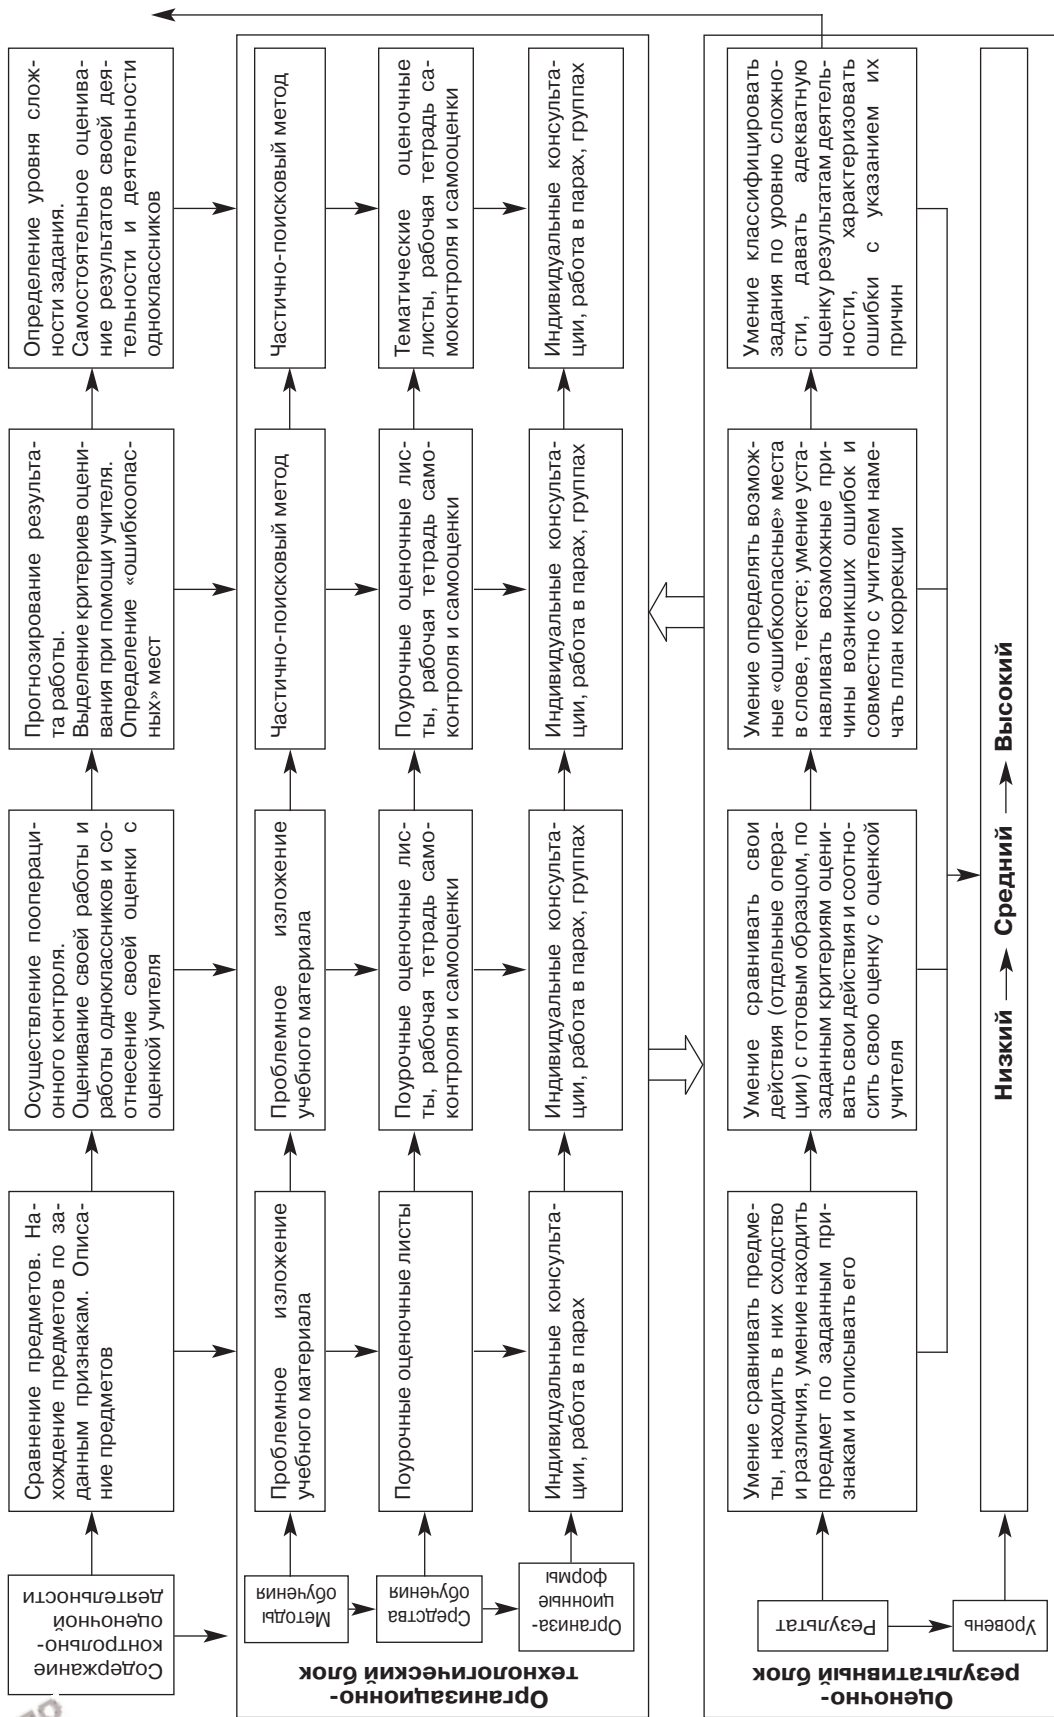 Содержание
контрольно-
оценочной
деятельности
Сравнение предметов. На-
хождение предметов по за-
данным признакам. Описа-
ние предметов
Осуществление поопераци-
онного контроля.
Оценивание своей работы и
работы одноклассников и со-
отнесение своей оценки с
оценкой учителя
Прогнозирование результа-
та работы.
Выделение критериев оцени-
вания при помощи учителя.
Определение «ошибкоопас-
ных» мест
Определение уровня слож-
ности задания.
Самостоятельное оценива-
ние результатов своей дея-
тельности и деятельности
одноклассников
Организационно-
технологический блок
Методы
обучения
Проблемное изложение
учебного материала
Проблемное изложение
учебного материала
Частично-поисковый метод
Частично-поисковый метод
Средства
обучения
Поурочные оценочные листы
Поурочные оценочные лис-
ты, рабочая тетрадь само-
контроля и самооценки
Поурочные оценочные лис-
ты, рабочая тетрадь само-
контроля и самооценки
Тематические оценочные
листы, рабочая тетрадь са-
моконтроля и самооценки
Организа-
ционные
формы
Индивидуальные консульта-
ции, работа в парах
Индивидуальные консульта-
ции, работа в парах, группах
Индивидуальные консульта-
ции, работа в парах, группах
Индивидуальные консульта-
ции, работа в парах, группах
Оценочно-
результативный блок
Результат
Умение сравнивать предме-
ты, находить в них сходство
и различия, умение находить
предмет по заданным при-
знакам и описывать его
Умение сравнивать свои
действия (отдельные опера-
ции) с готовым образцом, по
заданным критериям оцени-
вать свои действия и соотно-
сить свою оценку с оценкой
учителя
Умение определять возмож-
ные «ошибкоопасные» места
в слове, тексте; умение уста-
навливать возможные при-
чины возникших ошибок и
совместно с учителем наме-
чать план коррекции
Умение классифицировать
задания по уровню сложно-
сти, давать адекватную
оценку результатам деятель-
ности, характеризовать
ошибки с указанием их
причин
Уровень
Низкий
Средний
Высокий